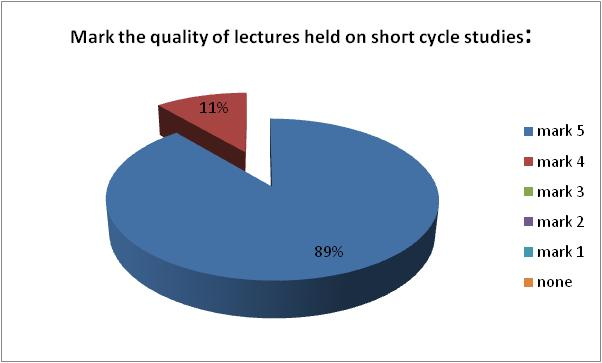 Mark the quality of lectures held on short cycle studies:
11%
89%
mark 5
mark 4
mark 3
mark 2
mark 1
none